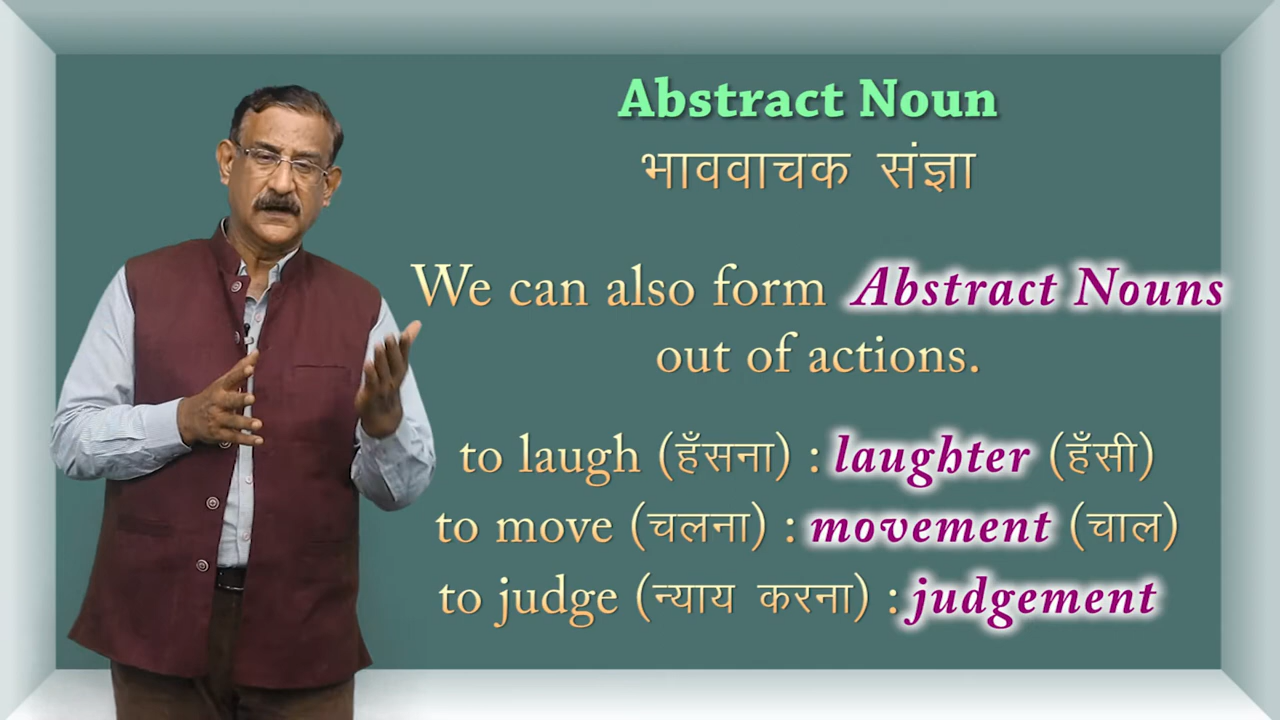 Abstract Noun
भाववाचक संज्ञा
We can also form Abstract Nouns
out of actions.
to laugh (हँसना) : laughter (हँसी)
to move (चलना) : movement (चाल)
to judge (न्याय करना) : judgement